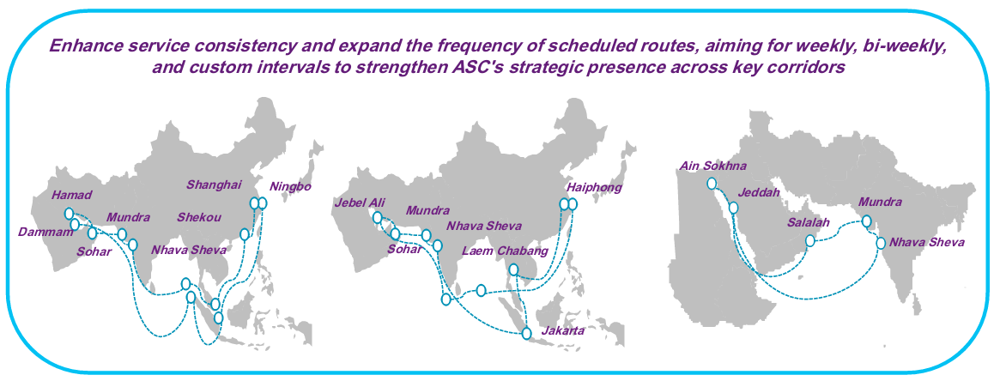 Enhance service consistency and expand the frequency of scheduled routes, aiming for weekly, bi-weekly,
and custom intervals to strengthen ASC's strategic presence across key corridors
Shanghai
Ningbo
Hamad
Mundra
Shekou
Dammam
Sohar
Nhava Sheva
Haiphong
Jebel Ali
Mundra
Nhava Sheva
Sohar
Laem Chabang
Jakarta
Ain Sokhna
Jeddah
Mundra
Salalah
Nhava Sheva